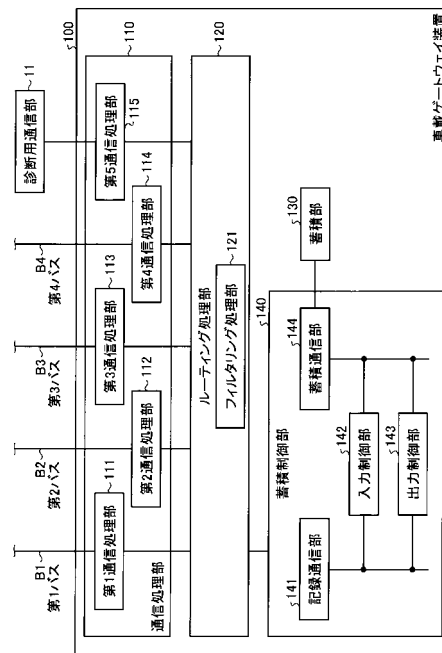 診断用通信部
11
100
110
120
第1バス
B1
第2バス
B2
第3バス
B3
第4バス
B4
第1通信処理部
111
第2通信処理部
112
第3通信処理部
113
第4通信処理部
114
第5通信処理部
115
通信処理部
ルーティング処理部
フィルタリング処理部
121
140
蓄積制御部
141
記録通信部
入力制御部
142
出力制御部
143
蓄積通信部
144
蓄積部
130
車載ゲートウェイ装置